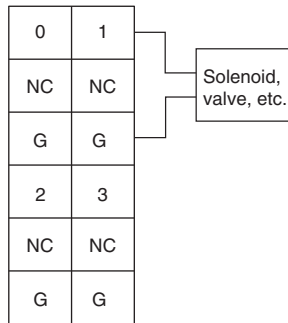 0 1
NC NC
G G
2 3
NC NC
G G
Solenoid,
valve, etc.